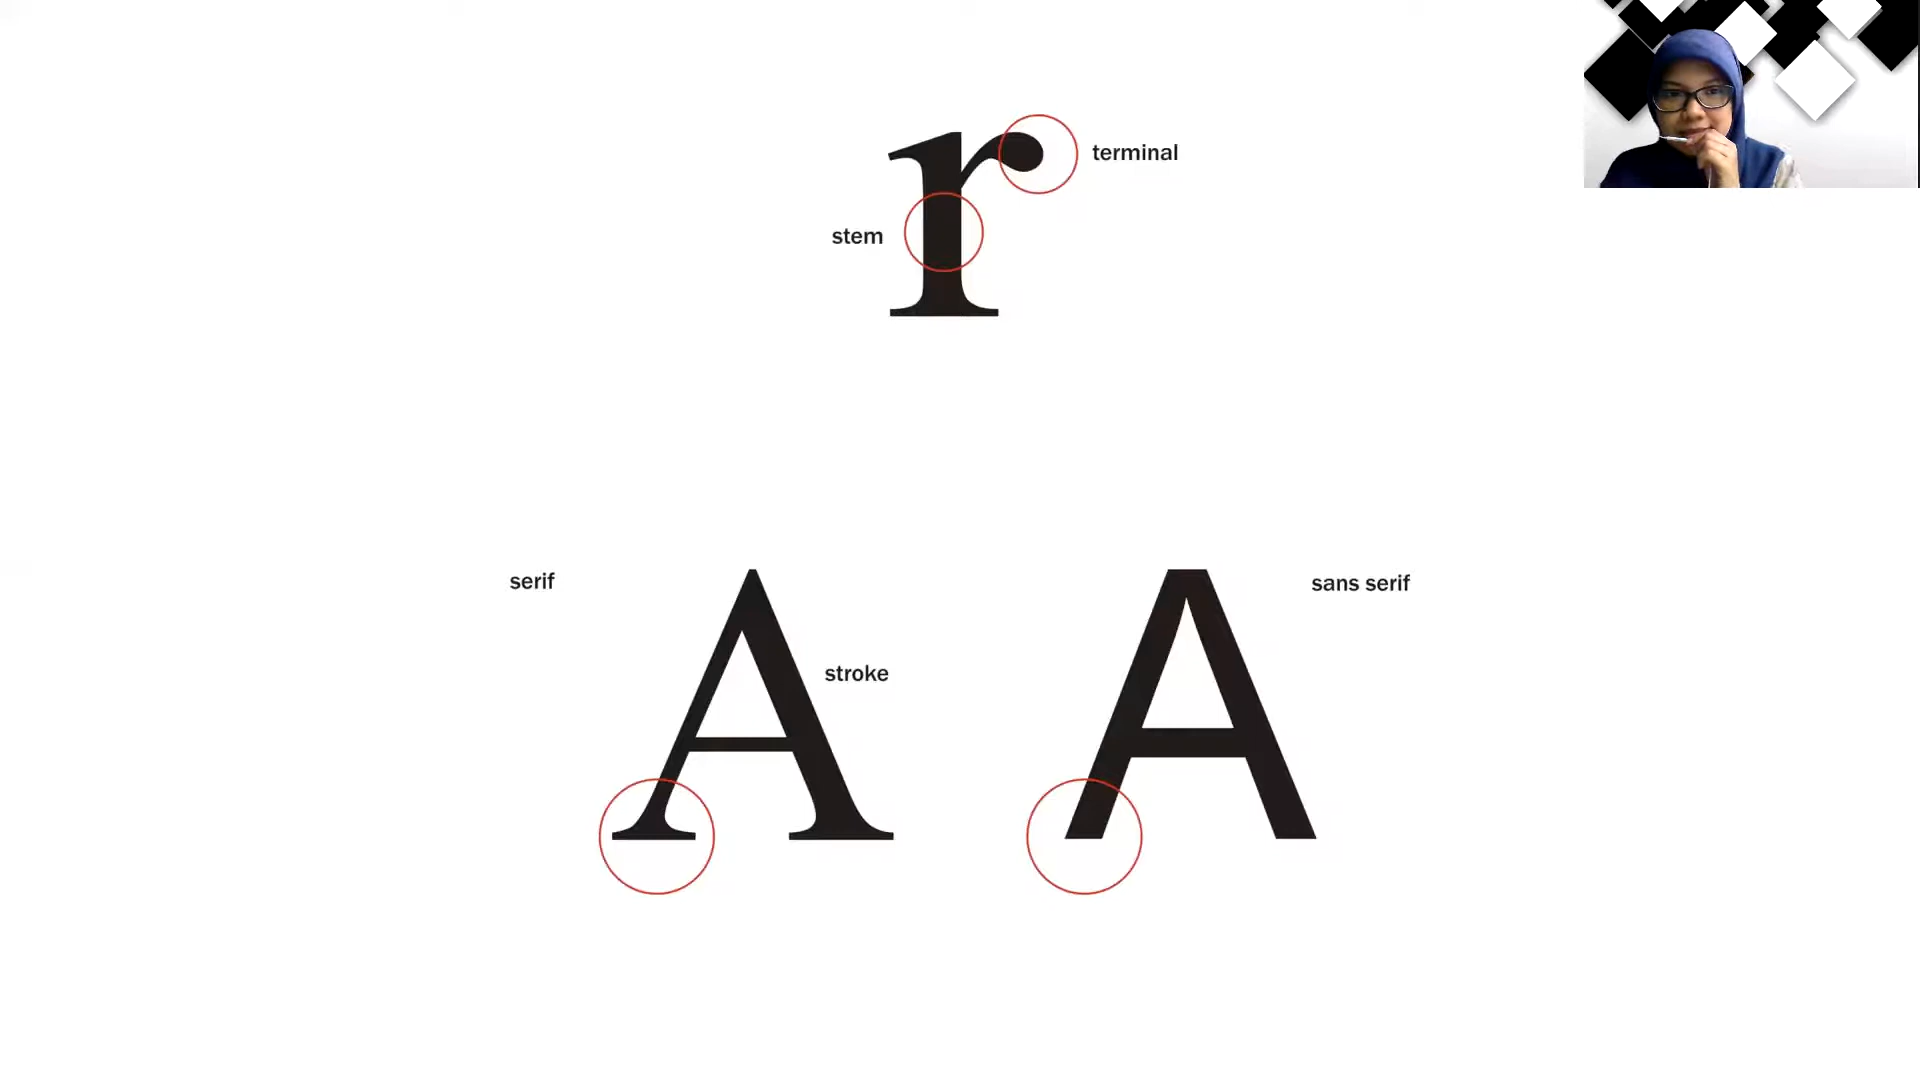 r
terminal
stem
serif
A
stroke
A
sans serif